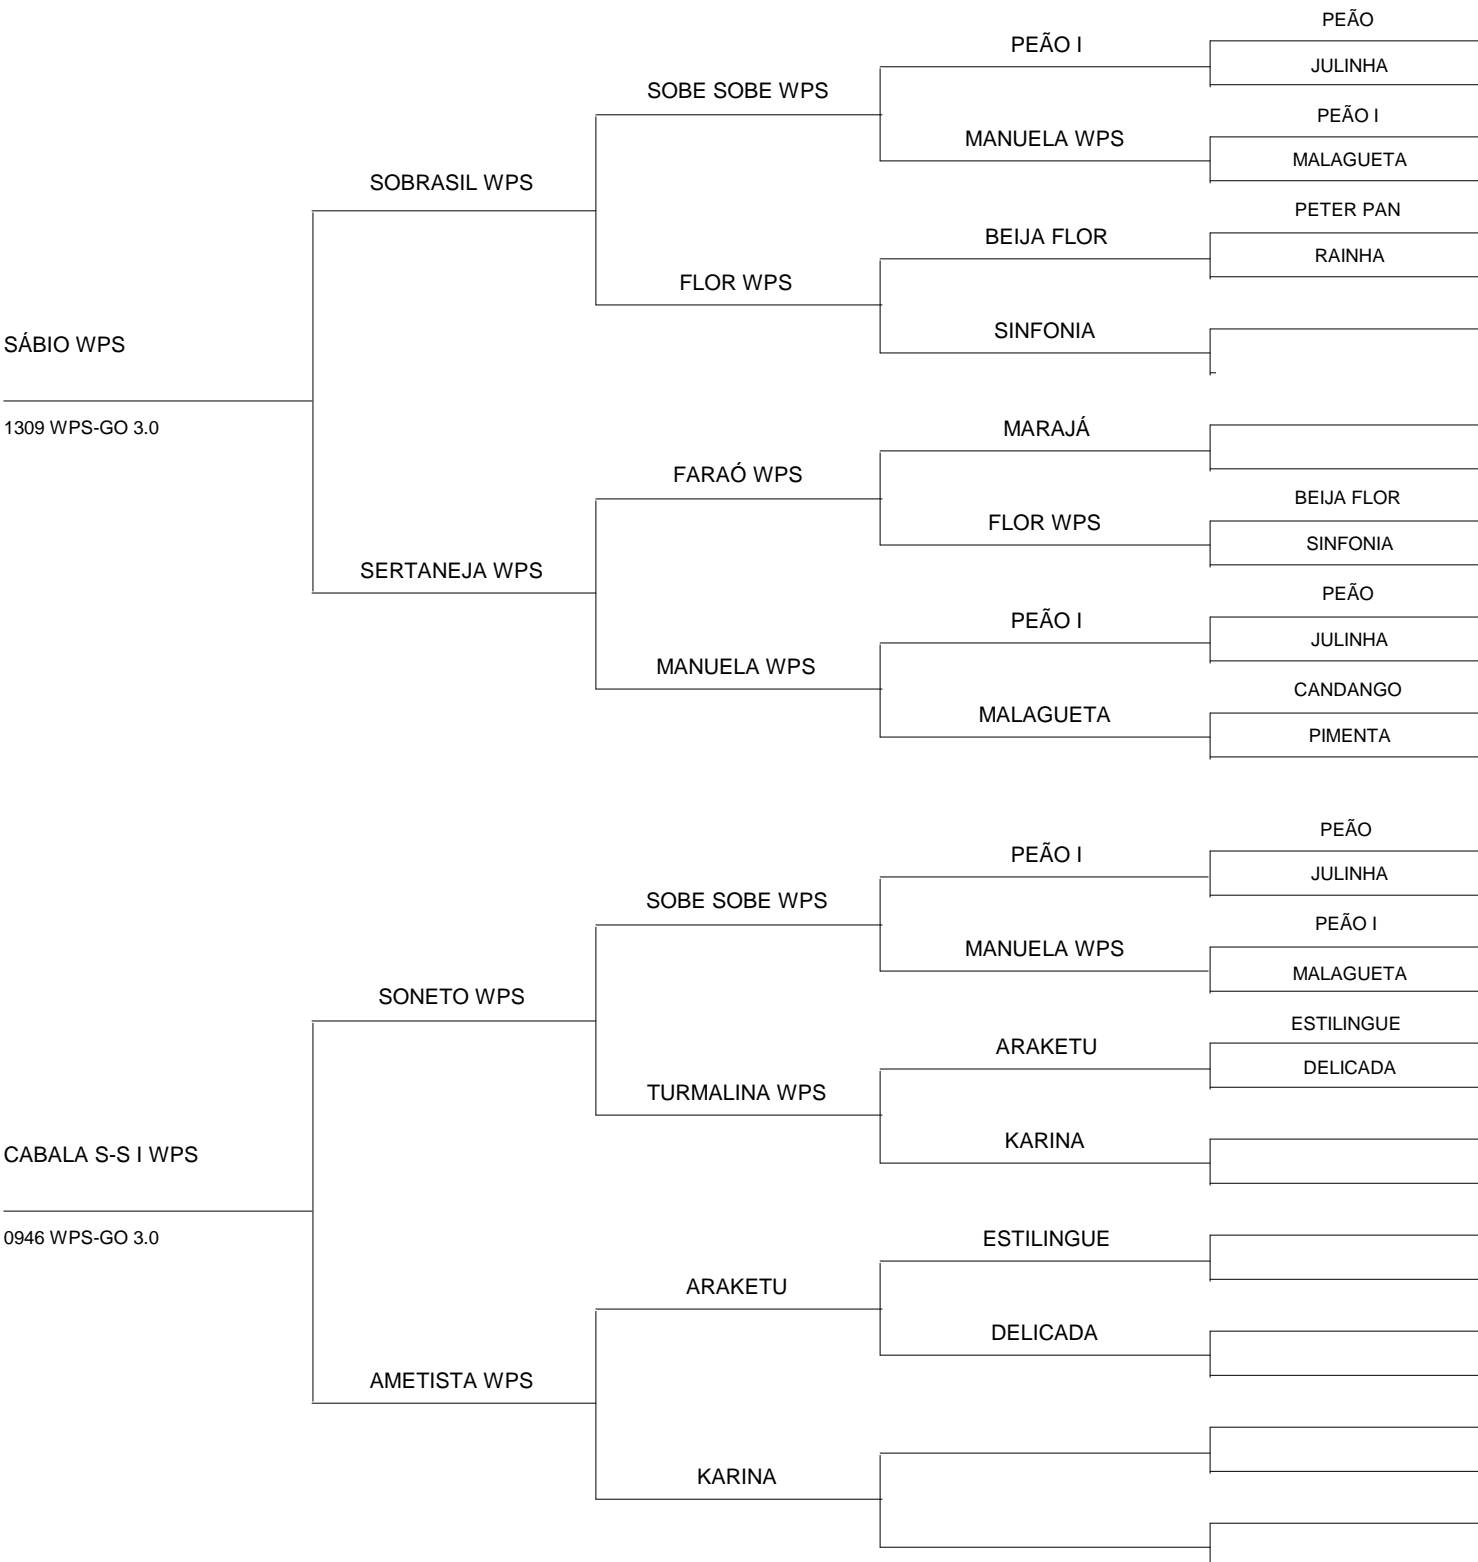 PEÃO
PEÃO I
JULINHA
SOBE SOBE WPS
PEÃO I
MANUELA WPS
MALAGUETA
SOBRASIL WPS
PETER PAN
BEIJA FLOR
RAINHA
FLOR WPS
SINFONIA
SÁBIO WPS
1309 WPS-GO 3.0
MARAJÁ
FARAÓ WPS
BEIJA FLOR
FLOR WPS
SINFONIA
SERTANEJA WPS
PEÃO
PEÃO I
JULINHA
MANUELA WPS
CANDANGO
MALAGUETA
PIMENTA
PEÃO
PEÃO I
JULINHA
SOBE SOBE WPS
PEÃO I
MANUELA WPS
MALAGUETA
SONETO WPS
ESTILINGUE
ARAKETU
DELICADA
TURMALINA WPS
KARINA
CABALA S-S I WPS
0946 WPS-GO 3.0
ESTILINGUE
ARAKETU
DELICADA
AMETISTA WPS
KARINA